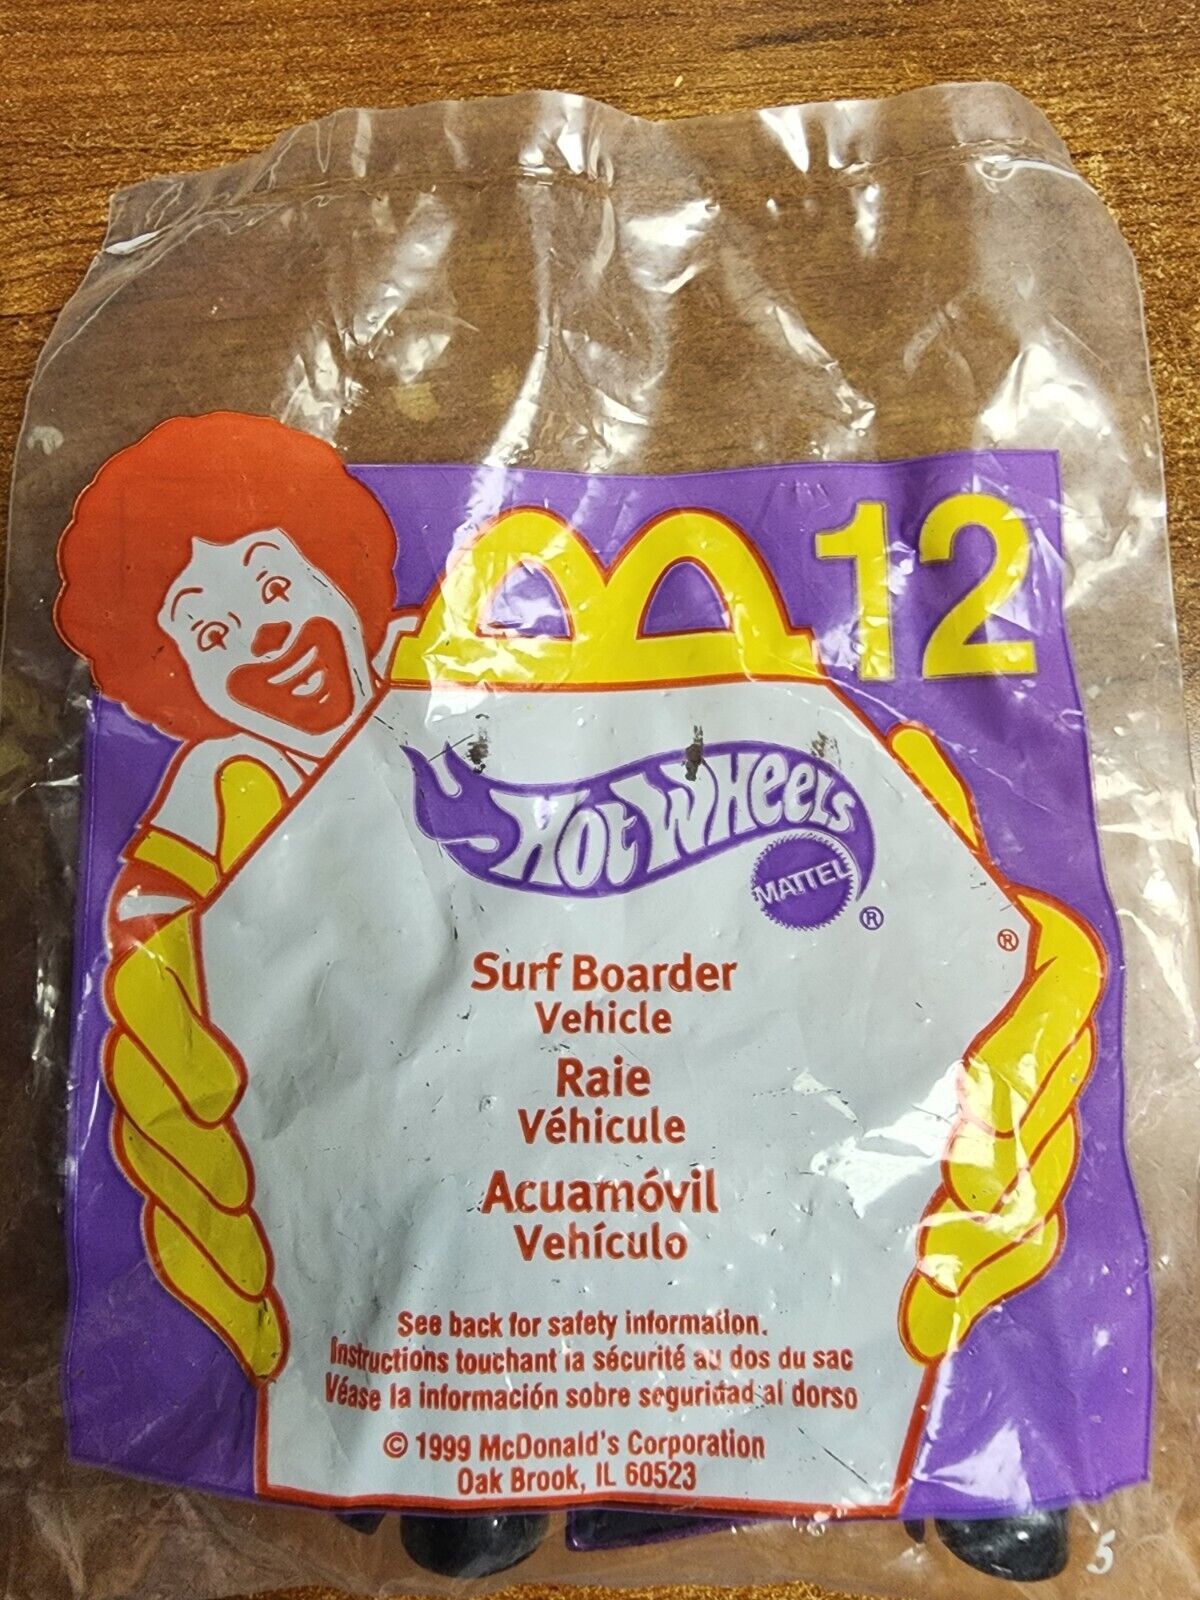 12
Hot Wheels
MATTEL
®
®
Surf Boarder
Vehicle
Raie
Véhicule
Acuamóvil
Vehículo
See back for safety information.
Instructions touchant la sécurité au dos du sac
Véase la información sobre seguridad al dorso
© 1999 McDonald's Corporation
Oak Brook, IL 60523
5